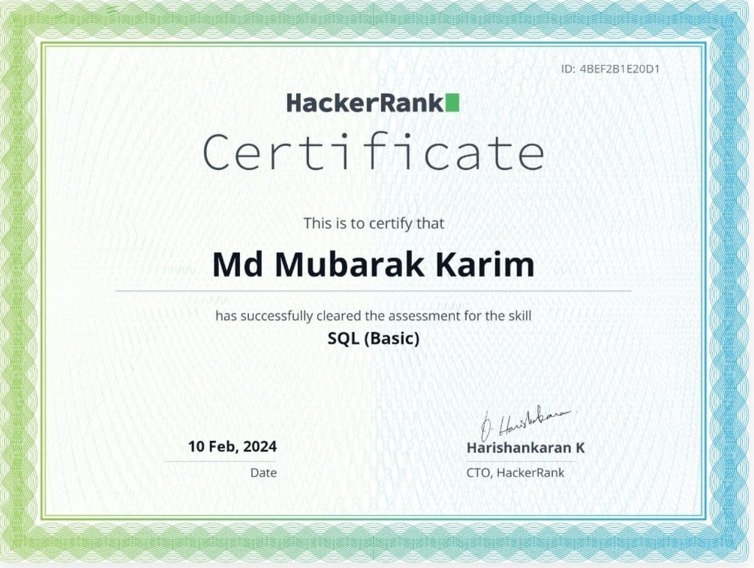 ID: 4BEF2B1E20D1
HackerRank
Certificate
This is to certify that
Md Mubarak Karim
has successfully cleared the assessment for the skill
SQL (Basic)
10 Feb, 2024
Date
Harishankaran K
CTO, HackerRank